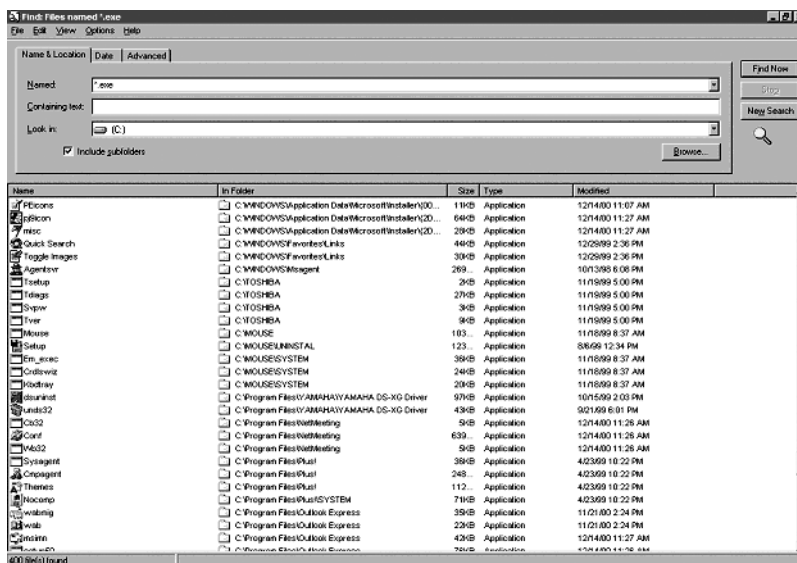 Find: Files named *.exe
File Edit View Options Help
Name & Location Date Advanced
Named: *.exe
Containing text:
Look in: (C:)
Include subfolders
Browse...
Find Now
Stop
New Search
Name In Folder Size Type Modified
PEicons C:\WINDOWS\Application Data\Microsoft\Installer\{00... 11KB Application 12/14/00 11:07 AM
pj9icon C:\WINDOWS\Application Data\Microsoft\Installer\{2D... 64KB Application 12/14/00 11:27 AM
misc C:\WINDOWS\Application Data\Microsoft\Installer\{2D... 28KB Application 12/14/00 11:27 AM
Quick Search C:\WINDOWS\Favorites\Links 44KB Application 12/29/99 2:36 PM
Toggle Images C:\WINDOWS\Favorites\Links 30KB Application 12/29/99 2:36 PM
Agentsvr C:\WINDOWS\Msagent 269... Application 10/13/98 6:08 PM
Tsetup C:\TOSHIBA 2KB Application 11/19/99 5:00 PM
Tdiags C:\TOSHIBA 27KB Application 11/19/99 5:00 PM
Svpw C:\TOSHIBA 3KB Application 11/19/99 5:00 PM
Tver C:\TOSHIBA 9KB Application 11/19/99 5:00 PM
Mouse C:\MOUSE 103... Application 11/18/99 8:37 AM
Setup C:\MOUSE\UNINSTAL 123... Application 8/6/99 12:34 PM
Em_exec C:\MOUSE\SYSTEM 36KB Application 11/18/99 8:37 AM
Crdlswiz C:\MOUSE\SYSTEM 24KB Application 11/18/99 8:37 AM
Kbdtray C:\MOUSE\SYSTEM 20KB Application 11/18/99 8:37 AM
dsuninst C:\Program Files\YAMAHA\YAMAHA DS-XG Driver 97KB Application 10/15/99 2:03 PM
unds32 C:\Program Files\YAMAHA\YAMAHA DS-XG Driver 43KB Application 9/21/99 6:01 PM
Cb32 C:\Program Files\NetMeeting 5KB Application 12/14/00 11:26 AM
Conf C:\Program Files\NetMeeting 639... Application 12/14/00 11:26 AM
Wb32 C:\Program Files\NetMeeting 5KB Application 12/14/00 11:26 AM
Sysagent C:\Program Files\Plus! 36KB Application 4/23/99 10:22 PM
Cmpagent C:\Program Files\Plus! 248... Application 4/23/99 10:22 PM
Themes C:\Program Files\Plus! 112... Application 4/23/99 10:22 PM
Nocomp C:\Program Files\Plus!\SYSTEM 71KB Application 4/23/99 10:22 PM
wabmig C:\Program Files\Outlook Express 35KB Application 11/21/00 2:24 PM
wab C:\Program Files\Outlook Express 22KB Application 11/21/00 2:24 PM
msimn C:\Program Files\Outlook Express 42KB Application 12/14/00 11:27 AM
C:\Program Files\Outlook Express Application 12/14/00 11:26 AM
400 file(s) found